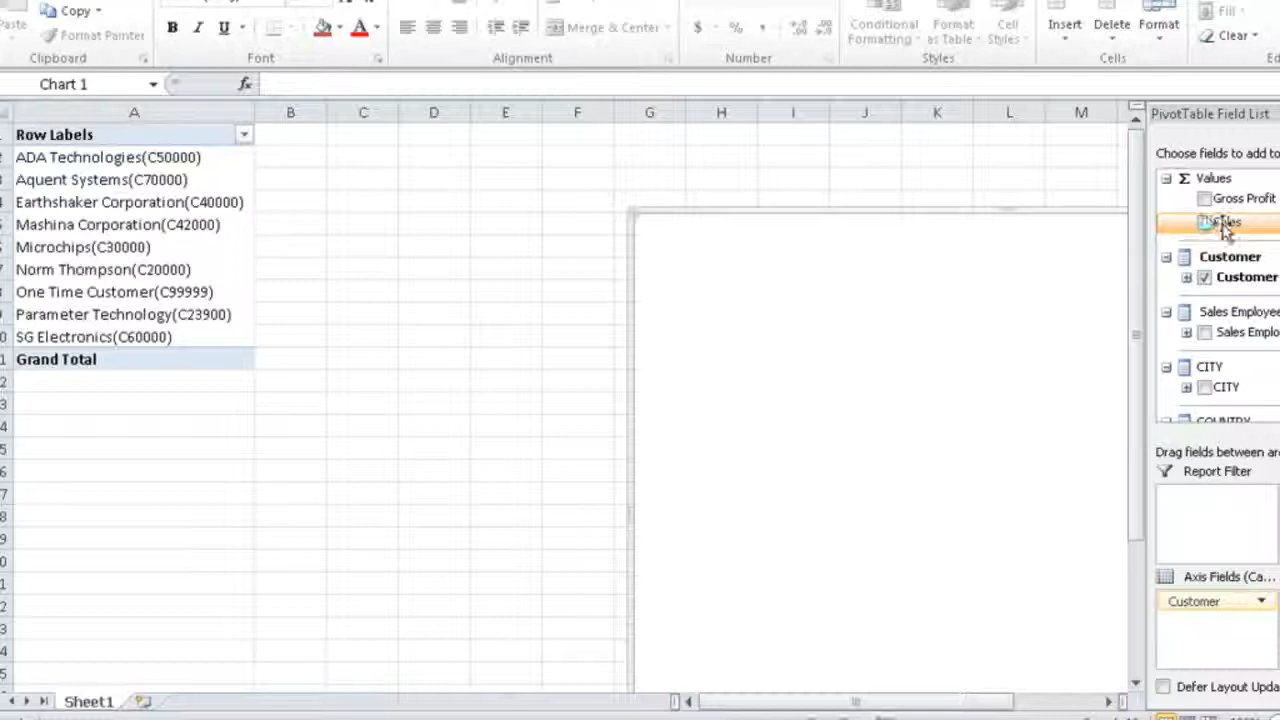 Copy
Format Painter
B I U $ %
Merge & Center
Conditional Formatting
Format as Table
Cell Styles
Insert Delete Format
Fill
Clear
Clipboard Font Alignment Number Styles Cells
Chart 1 fx
A B C D E F G H I J K L M
PivotTable Field List
Row Labels
Choose fields to add to
ADA Technologies(C50000)
Aquent Systems(C70000)
Earthshaker Corporation(C40000)
Mashina Corporation(C42000)
Microchips(C30000)
Norm Thompson(C20000)
One Time Customer(C99999)
Parameter Technology(C23900)
SG Electronics(C60000)
Grand Total
Σ Values
Gross Profit
Customer
Customer
Sales Employee
Sales Emplo
CITY
CITY
COUNTRY
Drag fields between ar
Report Filter
Axis Fields (Ca...
Customer
Defer Layout Upda
Sheet1